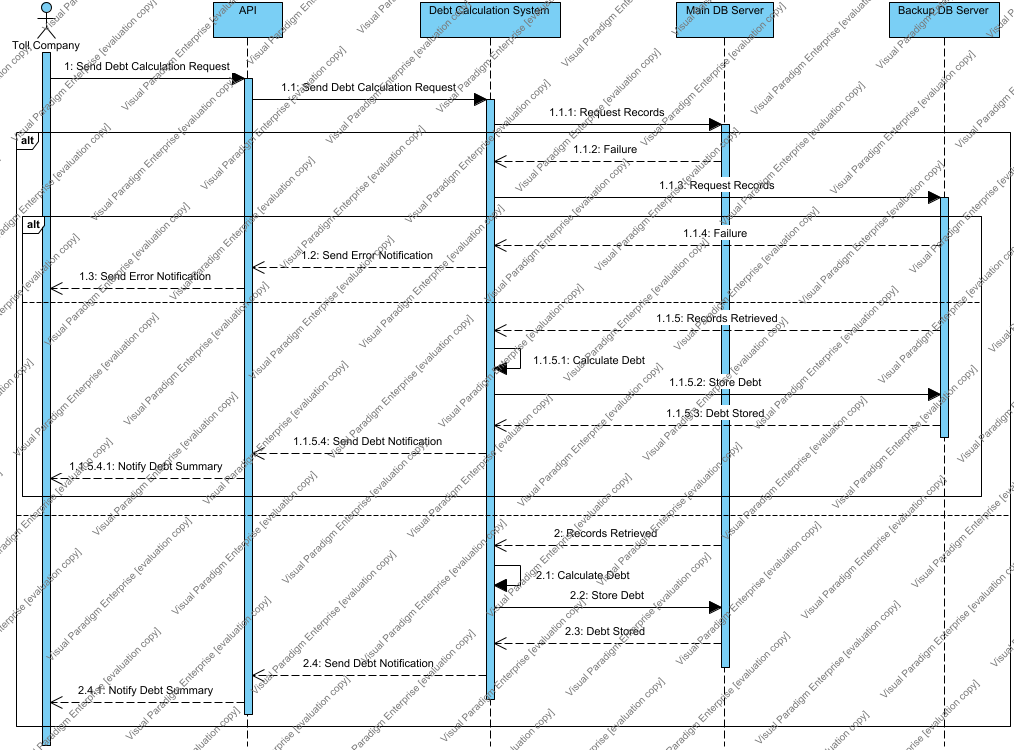 API
Debt Calculation System
Main DB Server
Backup DB Server
Toll Company
1: Send Debt Calculation Request
1.1: Send Debt Calculation Request
1.1.1: Request Records
alt
1.1.2: Failure
1.1.3: Request Records
alt
1.1.4: Failure
1.2: Send Error Notification
1.3: Send Error Notification
1.1.5: Records Retrieved
1.1.5.1: Calculate Debt
1.1.5.2: Store Debt
1.1.5.3: Debt Stored
1.1.5.4: Send Debt Notification
1.1.5.4.1: Notify Debt Summary
2: Records Retrieved
2.1: Calculate Debt
2.2: Store Debt
2.3: Debt Stored
2.4: Send Debt Notification
2.4.1: Notify Debt Summary
Visual Paradigm Enterprise [evaluation copy]